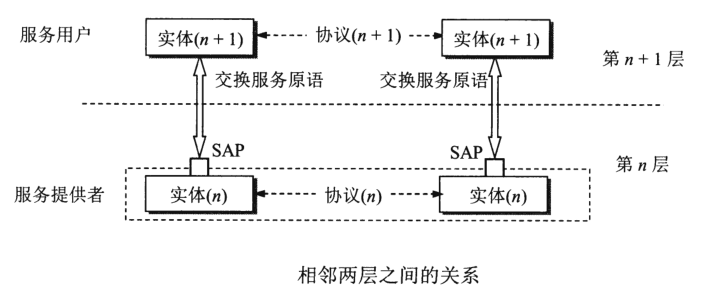 服务用户 实体(n + 1) 协议(n + 1) 实体(n + 1)
第 n + 1 层
交换服务原语 交换服务原语
SAP SAP
第 n 层
服务提供者 实体(n) 协议(n) 实体(n)
相邻两层之间的关系